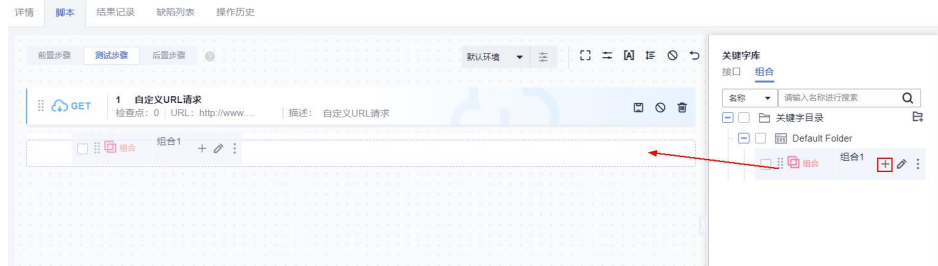 详情 脚本 结果记录 缺陷列表 操作历史
前置步骤 测试步骤 后置步骤
默认环境
GET 1 自定义URL请求
检查点：0 URL：http://www.... 描述：自定义URL请求
组合 组合1
关键字库
接口 组合
名称 请输入名称进行搜索
关键字目录
Default Folder
组合 组合1